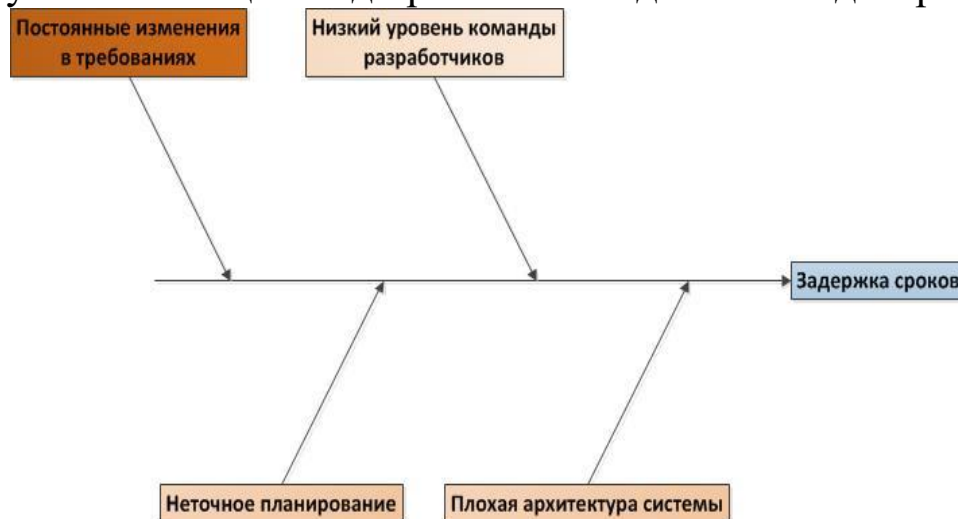 Постоянные изменения
в требованиях
Низкий уровень команды
разработчиков
Задержка сроков
Неточное планирование
Плохая архитектура системы